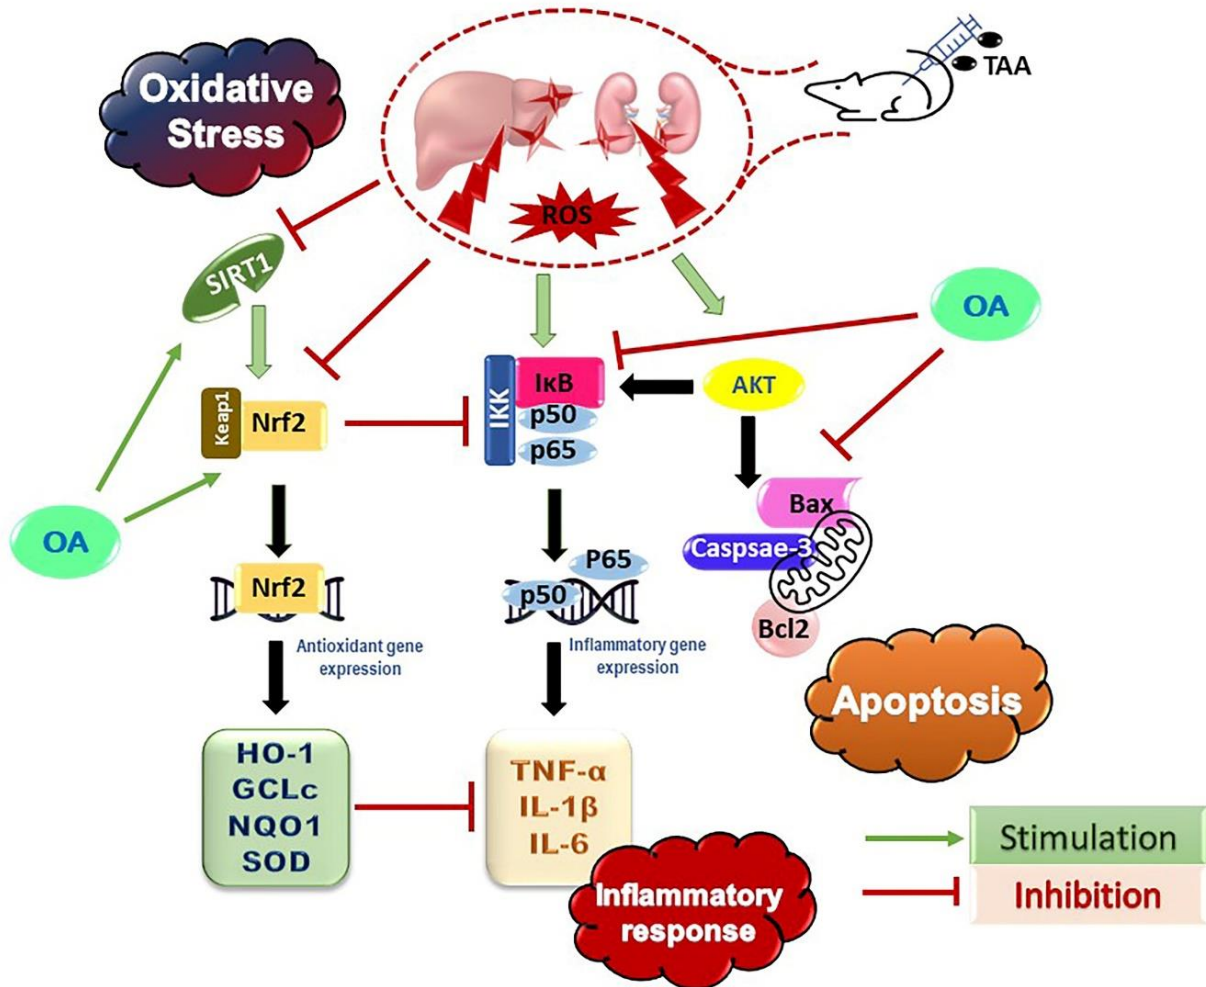 Oxidative
Stress
TAA
ROS
SIRT1
OA
IκB
IKK
p50
p65
AKT
Keap1
Nrf2
Bax
Caspsae-3
Bcl2
OA
Nrf2
P65
p50
Antioxidant gene
expression
Inflammatory gene
expression
Apoptosis
HO-1
GCLc
NQO1
SOD
TNF-α
IL-1β
IL-6
Inflammatory
response
Stimulation
Inhibition